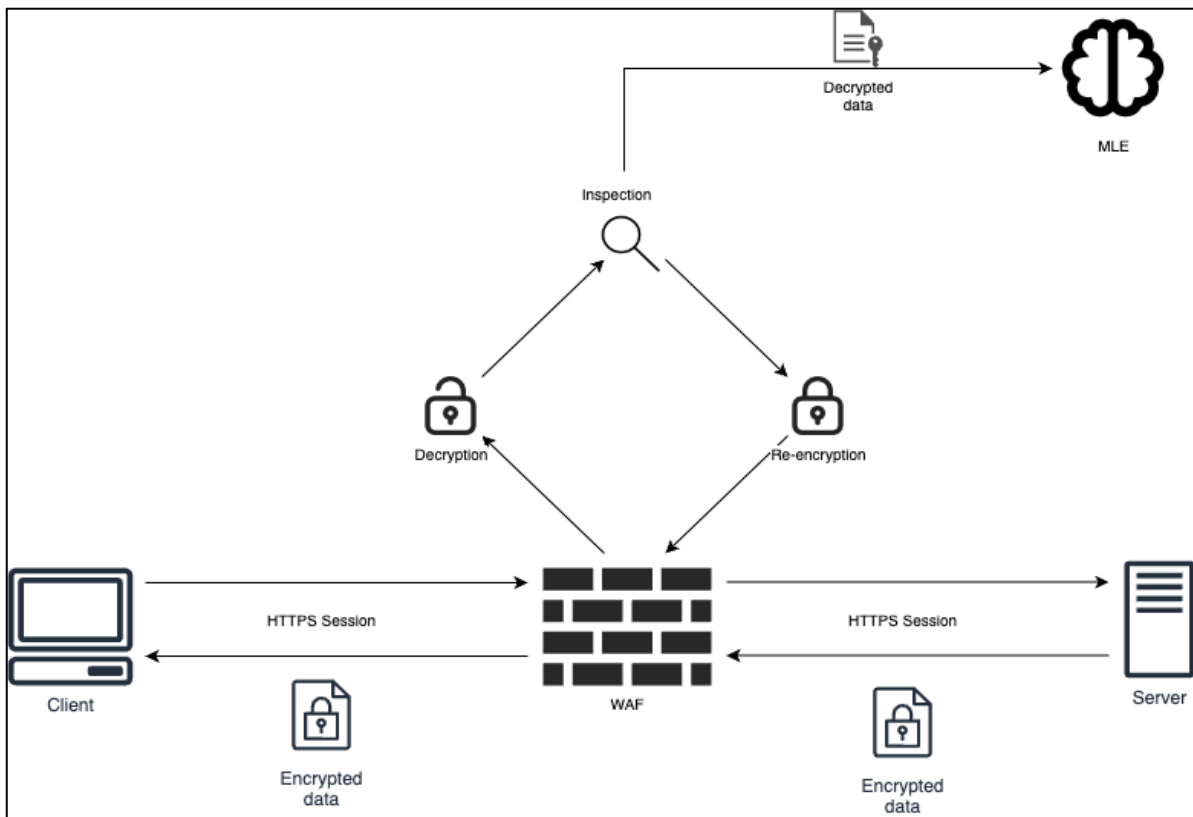 Decrypted
data
MLE
Inspection
Decryption
Re-encryption
HTTPS Session
HTTPS Session
Client
WAF
Server
Encrypted
data
Encrypted
data